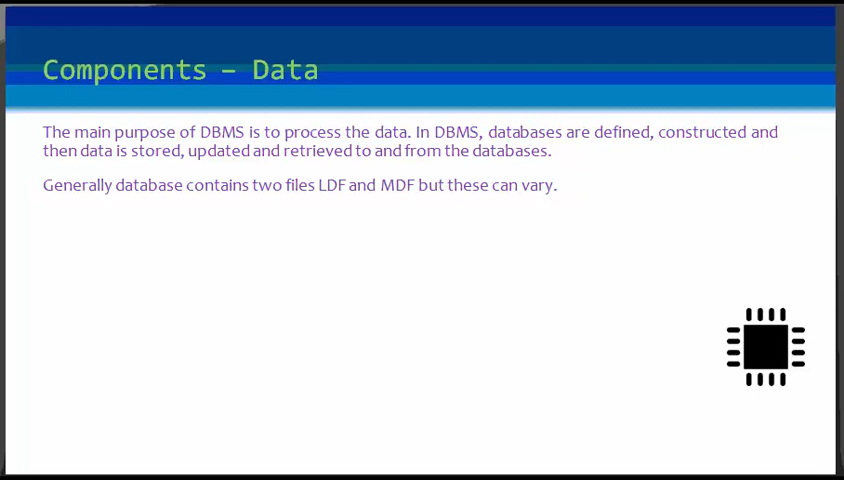 Components – Data
The main purpose of DBMS is to process the data. In DBMS, databases are defined, constructed and
then data is stored, updated and retrieved to and from the databases.
Generally database contains two files LDF and MDF but these can vary.